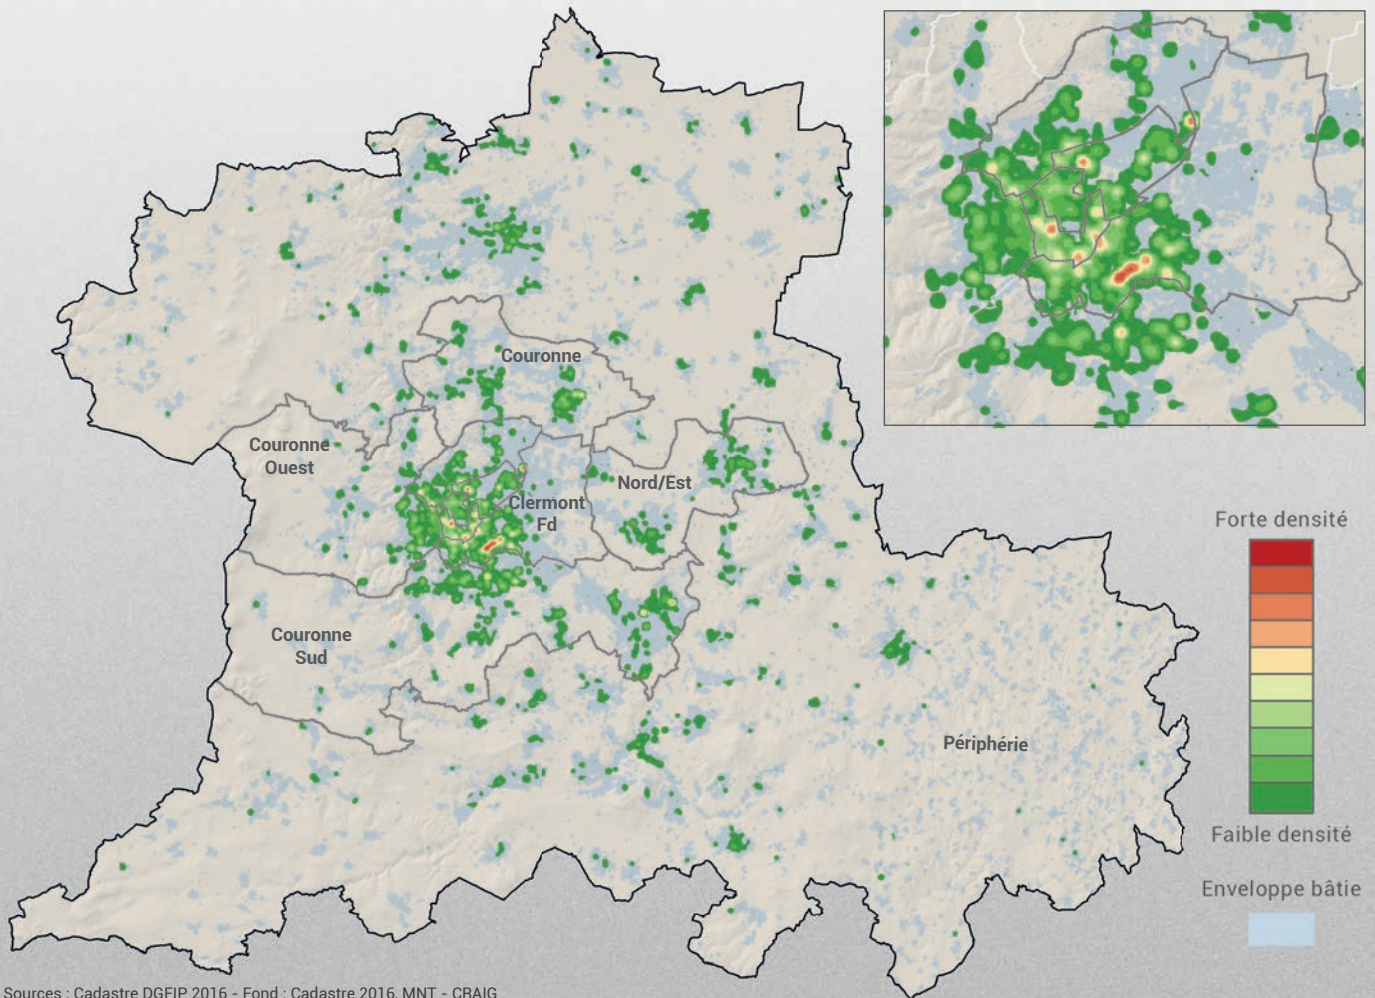 Couronne
Couronne
Ouest
Nord/Est
Clermont
Fd
Couronne
Sud
Périphérie
Forte densité
Faible densité
Enveloppe bâtie
Sources : Cadastre DGFIP 2016 - Fond : Cadastre 2016, MNT - CRAIG